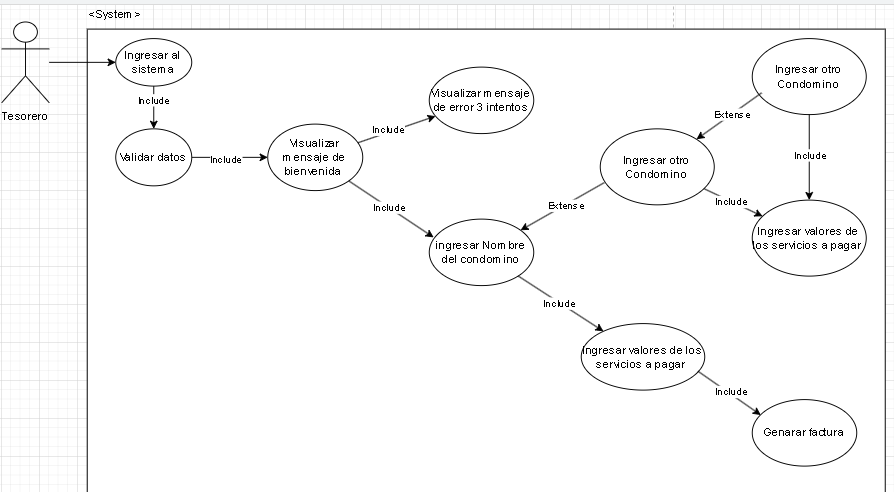 <System >
Tesorero
Ingresar al
sistema
Include
Validar datos
Include
Visualizar
mensaje de
bienvenida
Include
Visualizar mensaje
de error 3 intentos
Include
ingresar Nombre
del condomino
Extense
Ingresar otro
Condomino
Extense
Ingresar otro
Condomino
Include
Include
Ingresar valores de
los servicios a pagar
Include
Ingresar valores de los
servicios a pagar
Include
Genarar factura